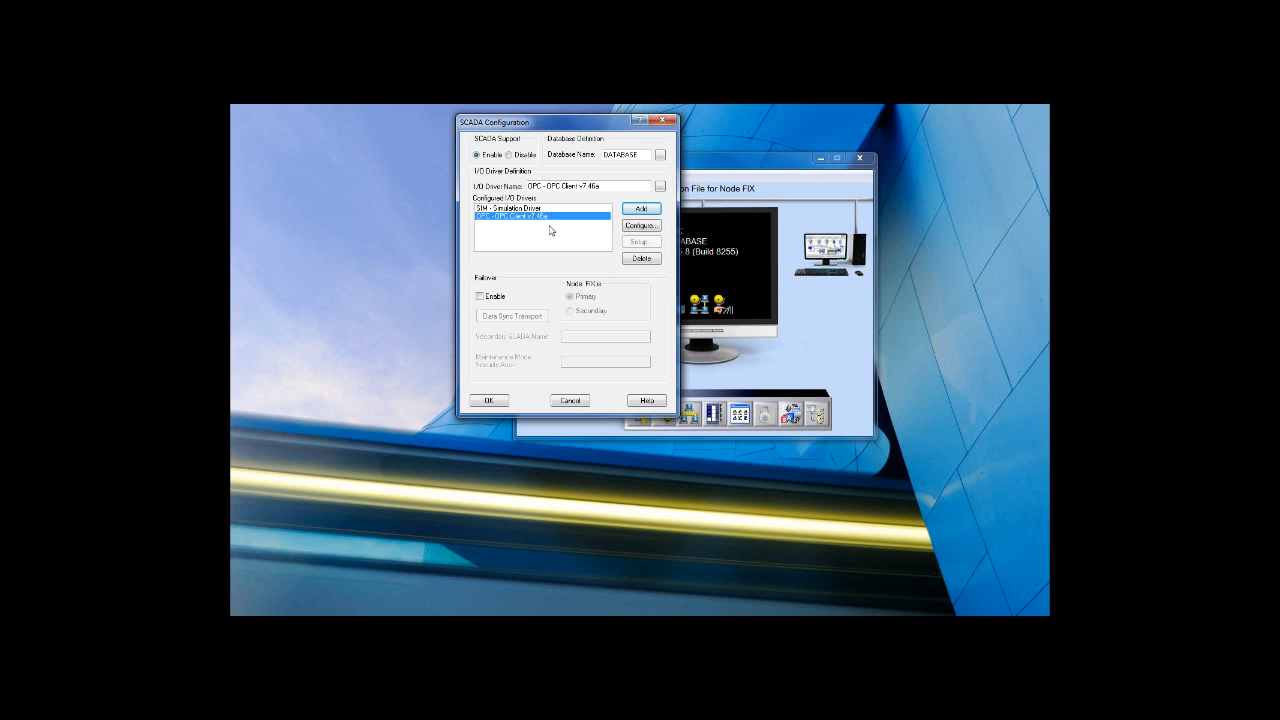 SCADA Configuration
SCADA Support
Database Definition
Enable
Disable
Database Name:
DATABASE
...
I/O Driver Definition
I/O Driver Name:
OPC - OPC Client v7.46a
...
Configured I/O Drivers
SIM - Simulation Driver
OPC - OPC Client v7.46a
Add
Configure...
Setup...
Delete
Failover
Enable
Node: FIX is
Primary
Secondary
Data Sync Transport
Secondary SCADA Name:
Maintenance Mode
Security Area:
OK
Cancel
Help
on File for Node FIX
ABASE
.8 (Build 8255)